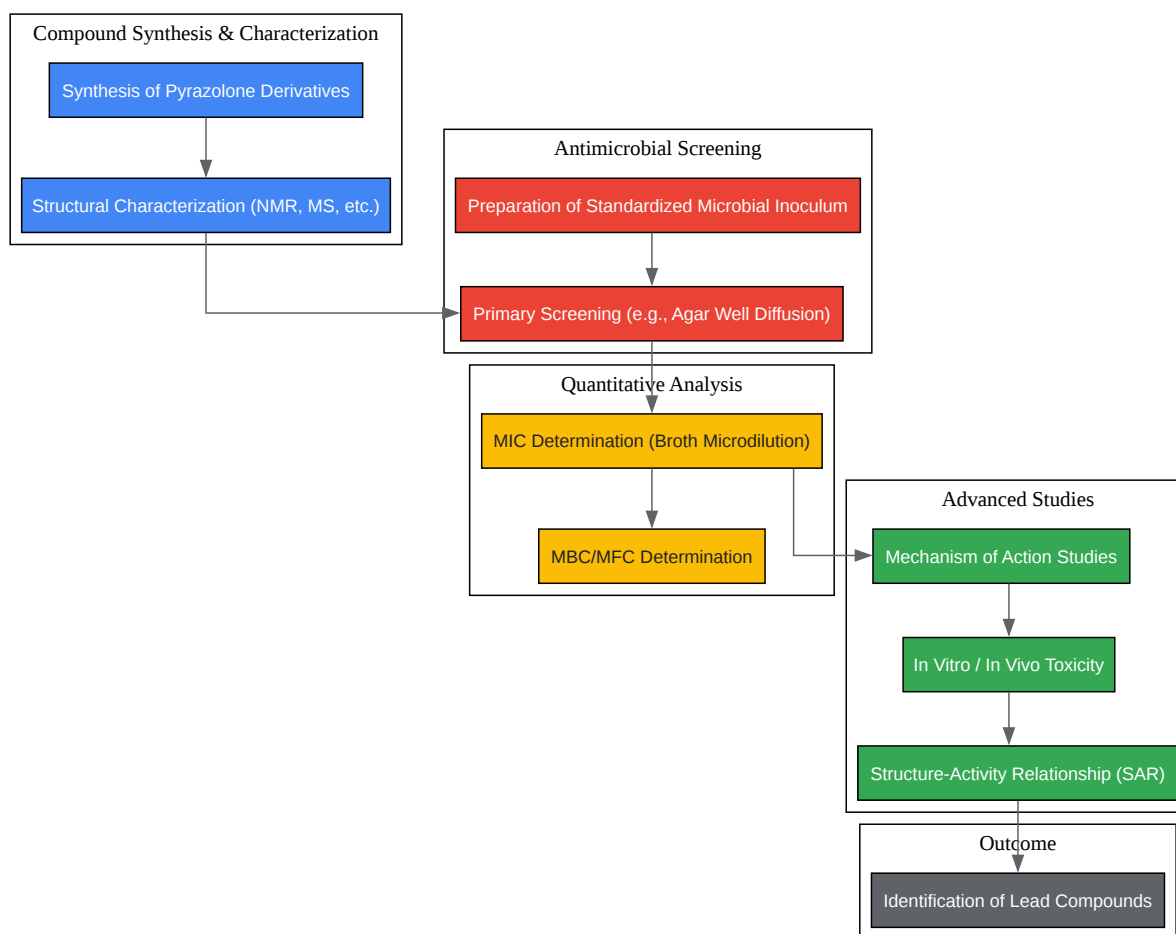 Compound Synthesis & Characterization
Synthesis of Pyrazolone Derivatives
Structural Characterization (NMR, MS, etc.)
Antimicrobial Screening
Preparation of Standardized Microbial Inoculum
Primary Screening (e.g., Agar Well Diffusion)
Quantitative Analysis
MIC Determination (Broth Microdilution)
MBC/MFC Determination
Advanced Studies
Mechanism of Action Studies
In Vitro / In Vivo Toxicity
Structure-Activity Relationship (SAR)
Outcome
Identification of Lead Compounds